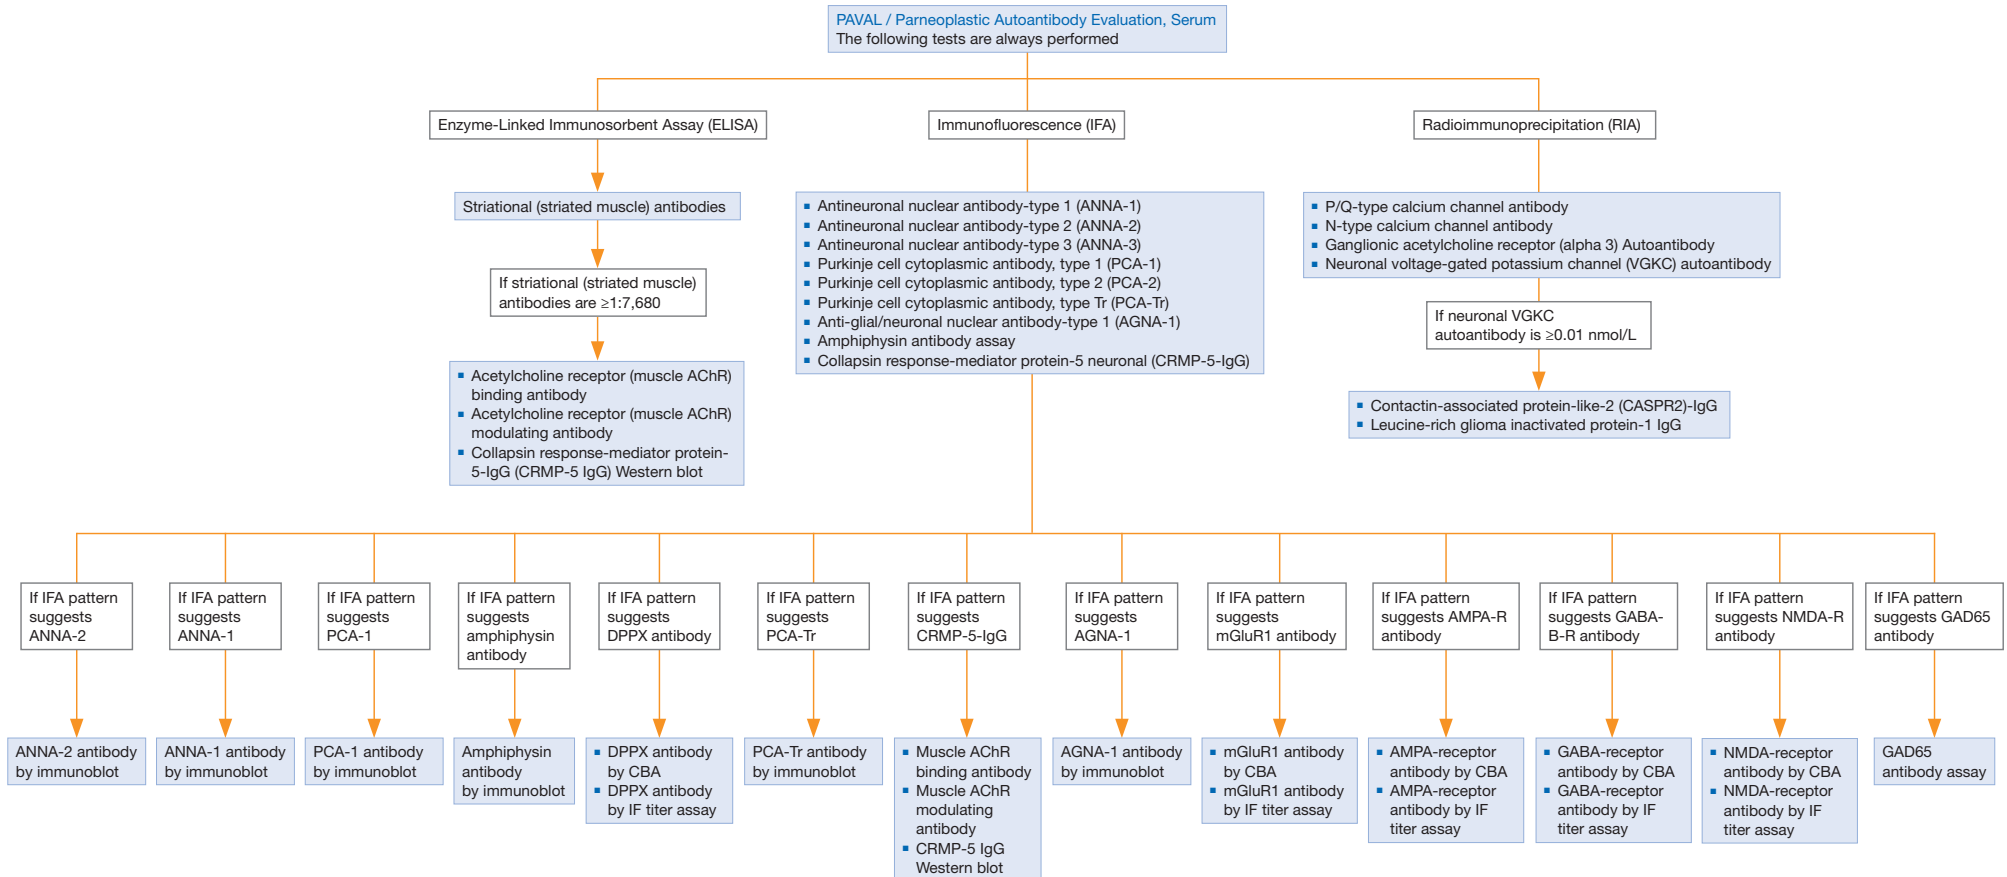 PAVAL / Parneoplastic Autoantibody Evaluation, Serum
The following tests are always performed
Enzyme-Linked Immunosorbent Assay (ELISA)
Immunofluorescence (IFA)
Radioimmunoprecipitation (RIA)
Striational (striated muscle) antibodies
If striational (striated muscle)
antibodies are ≥1:7,680
▪ Acetylcholine receptor (muscle AChR)
binding antibody
▪ Acetylcholine receptor (muscle AChR)
modulating antibody
▪ Collapsin response-mediator protein-
5-IgG (CRMP-5 IgG) Western blot
▪ Antineuronal nuclear antibody-type 1 (ANNA-1)
▪ Antineuronal nuclear antibody-type 2 (ANNA-2)
▪ Antineuronal nuclear antibody-type 3 (ANNA-3)
▪ Purkinje cell cytoplasmic antibody, type 1 (PCA-1)
▪ Purkinje cell cytoplasmic antibody, type 2 (PCA-2)
▪ Purkinje cell cytoplasmic antibody, type Tr (PCA-Tr)
▪ Anti-glial/neuronal nuclear antibody-type 1 (AGNA-1)
▪ Amphiphysin antibody assay
▪ Collapsin response-mediator protein-5 neuronal (CRMP-5-IgG)
▪ P/Q-type calcium channel antibody
▪ N-type calcium channel antibody
▪ Ganglionic acetylcholine receptor (alpha 3) Autoantibody
▪ Neuronal voltage-gated potassium channel (VGKC) autoantibody
If neuronal VGKC
autoantibody is ≥0.01 nmol/L
▪ Contactin-associated protein-like-2 (CASPR2)-IgG
▪ Leucine-rich glioma inactivated protein-1 IgG
If IFA pattern
suggests
ANNA-2
If IFA pattern
suggests
ANNA-1
If IFA pattern
suggests
PCA-1
If IFA pattern
suggests
amphiphysin
antibody
If IFA pattern
suggests
DPPX antibody
If IFA pattern
suggests
PCA-Tr
If IFA pattern
suggests
CRMP-5-IgG
If IFA pattern
suggests
AGNA-1
If IFA pattern
suggests
mGluR1 antibody
If IFA pattern
suggests AMPA-R
antibody
If IFA pattern
suggests GABA-
B-R antibody
If IFA pattern
suggests NMDA-R
antibody
If IFA pattern
suggests GAD65
antibody
ANNA-2 antibody
by immunoblot
ANNA-1 antibody
by immunoblot
PCA-1 antibody
by immunoblot
Amphiphysin
antibody
by immunoblot
▪ DPPX antibody
by CBA
▪ DPPX antibody
by IF titer assay
PCA-Tr antibody
by immunoblot
▪ Muscle AChR
binding antibody
▪ Muscle AChR
modulating
antibody
▪ CRMP-5 IgG
Western blot
AGNA-1 antibody
by immunoblot
▪ mGluR1 antibody
by CBA
▪ mGluR1 antibody
by IF titer assay
▪ AMPA-receptor
antibody by CBA
▪ AMPA-receptor
antibody by IF
titer assay
▪ GABA-receptor
antibody by CBA
▪ GABA-receptor
antibody by IF
titer assay
▪ NMDA-receptor
antibody by CBA
▪ NMDA-receptor
antibody by IF
titer assay
GAD65
antibody assay